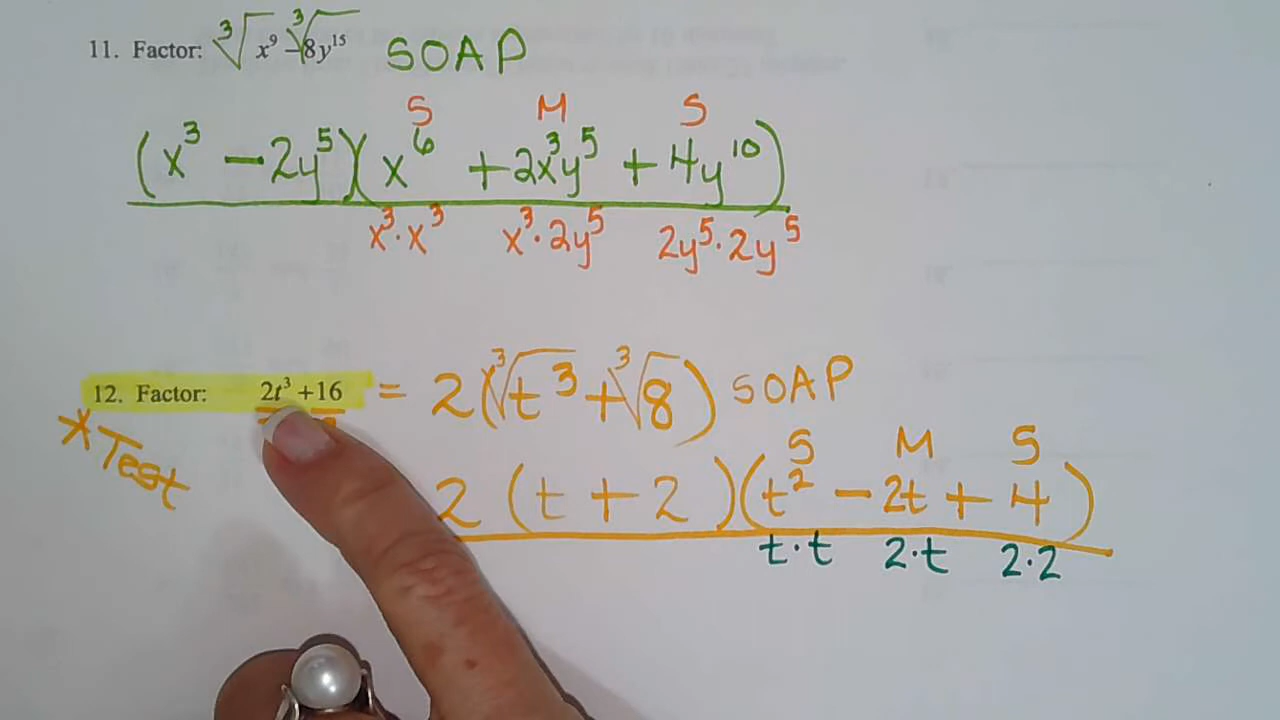 11. Factor: ∛x⁹ − ∛8y¹⁵ SOAP
S M S
(x³ − 2y⁵)(x⁶ + 2x³y⁵ + 4y¹⁰)
x³·x³ x³·2y⁵ 2y⁵·2y⁵
12. Factor: 2t³ + 16 = 2(∛t³ + ∛8) SOAP
*Test
S M S
2 (t + 2)(t² − 2t + 4)
t·t 2·t 2·2